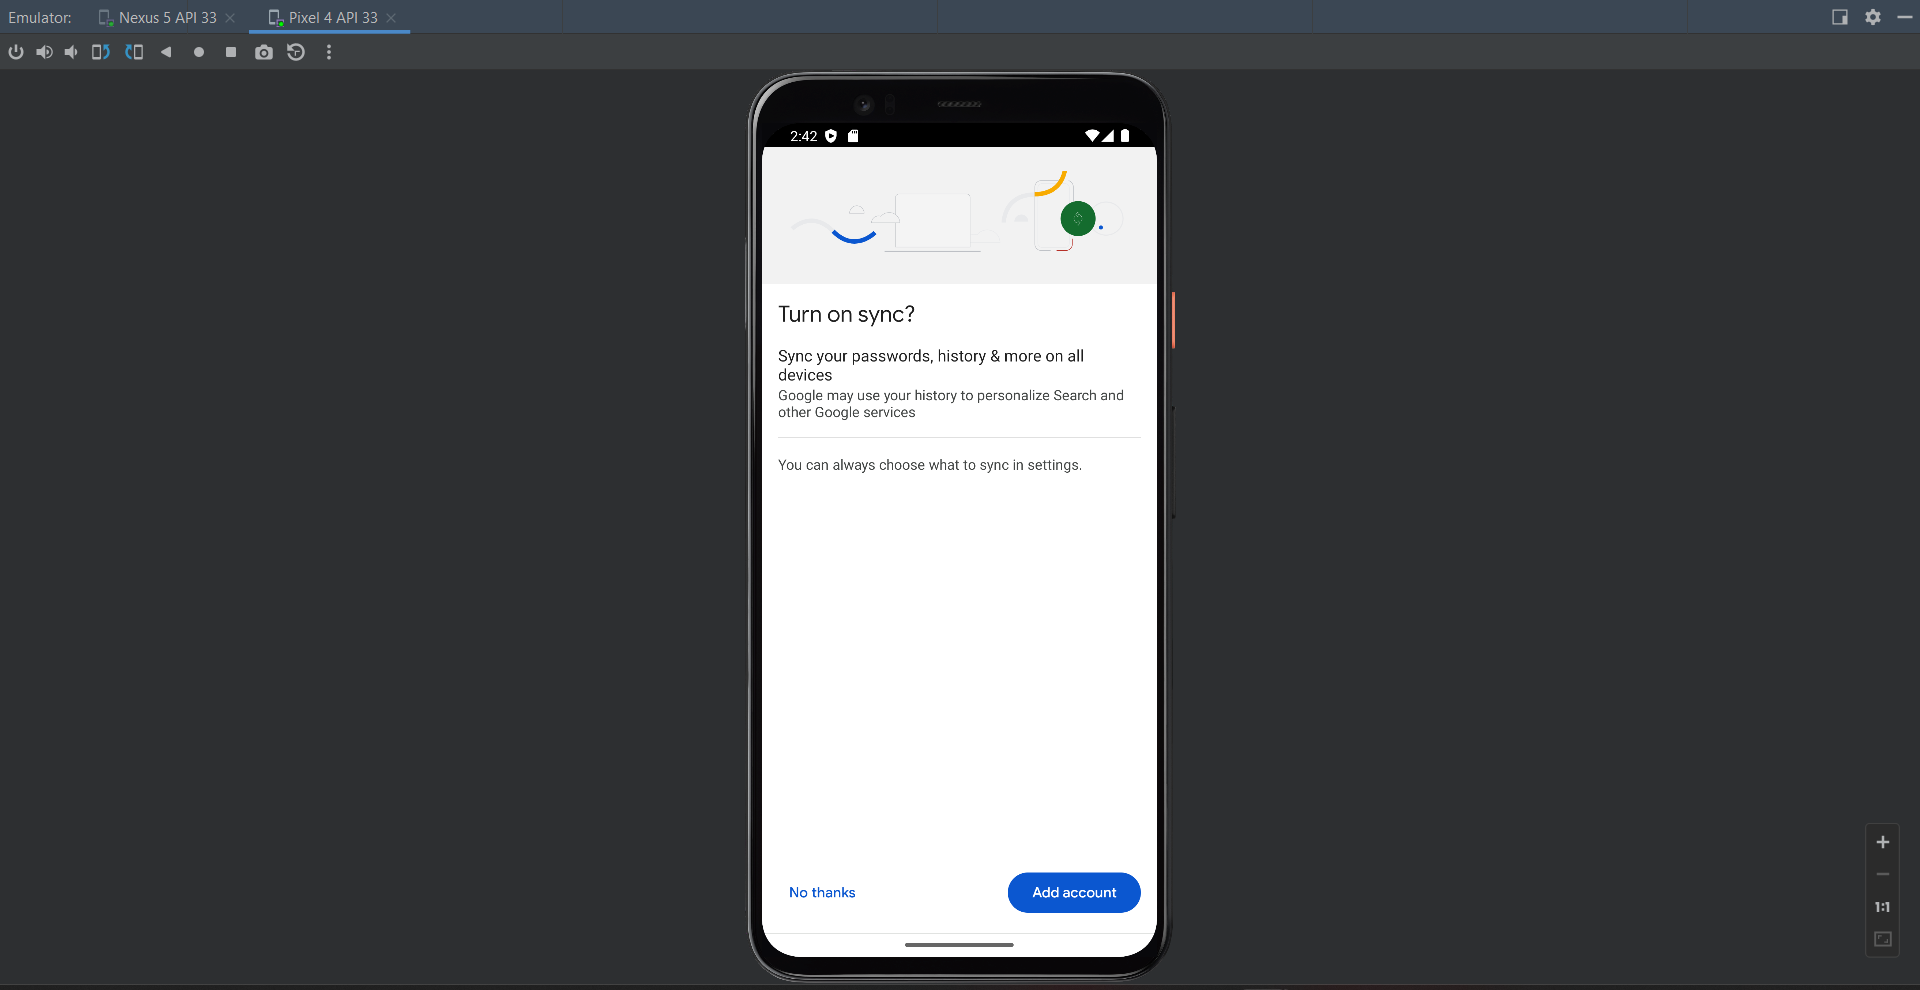 Emulator:
Nexus 5 API 33
Pixel 4 API 33
2:42
Turn on sync?
Sync your passwords, history & more on all
devices
Google may use your history to personalize Search and
other Google services
You can always choose what to sync in settings.
No thanks
Add account
1:1